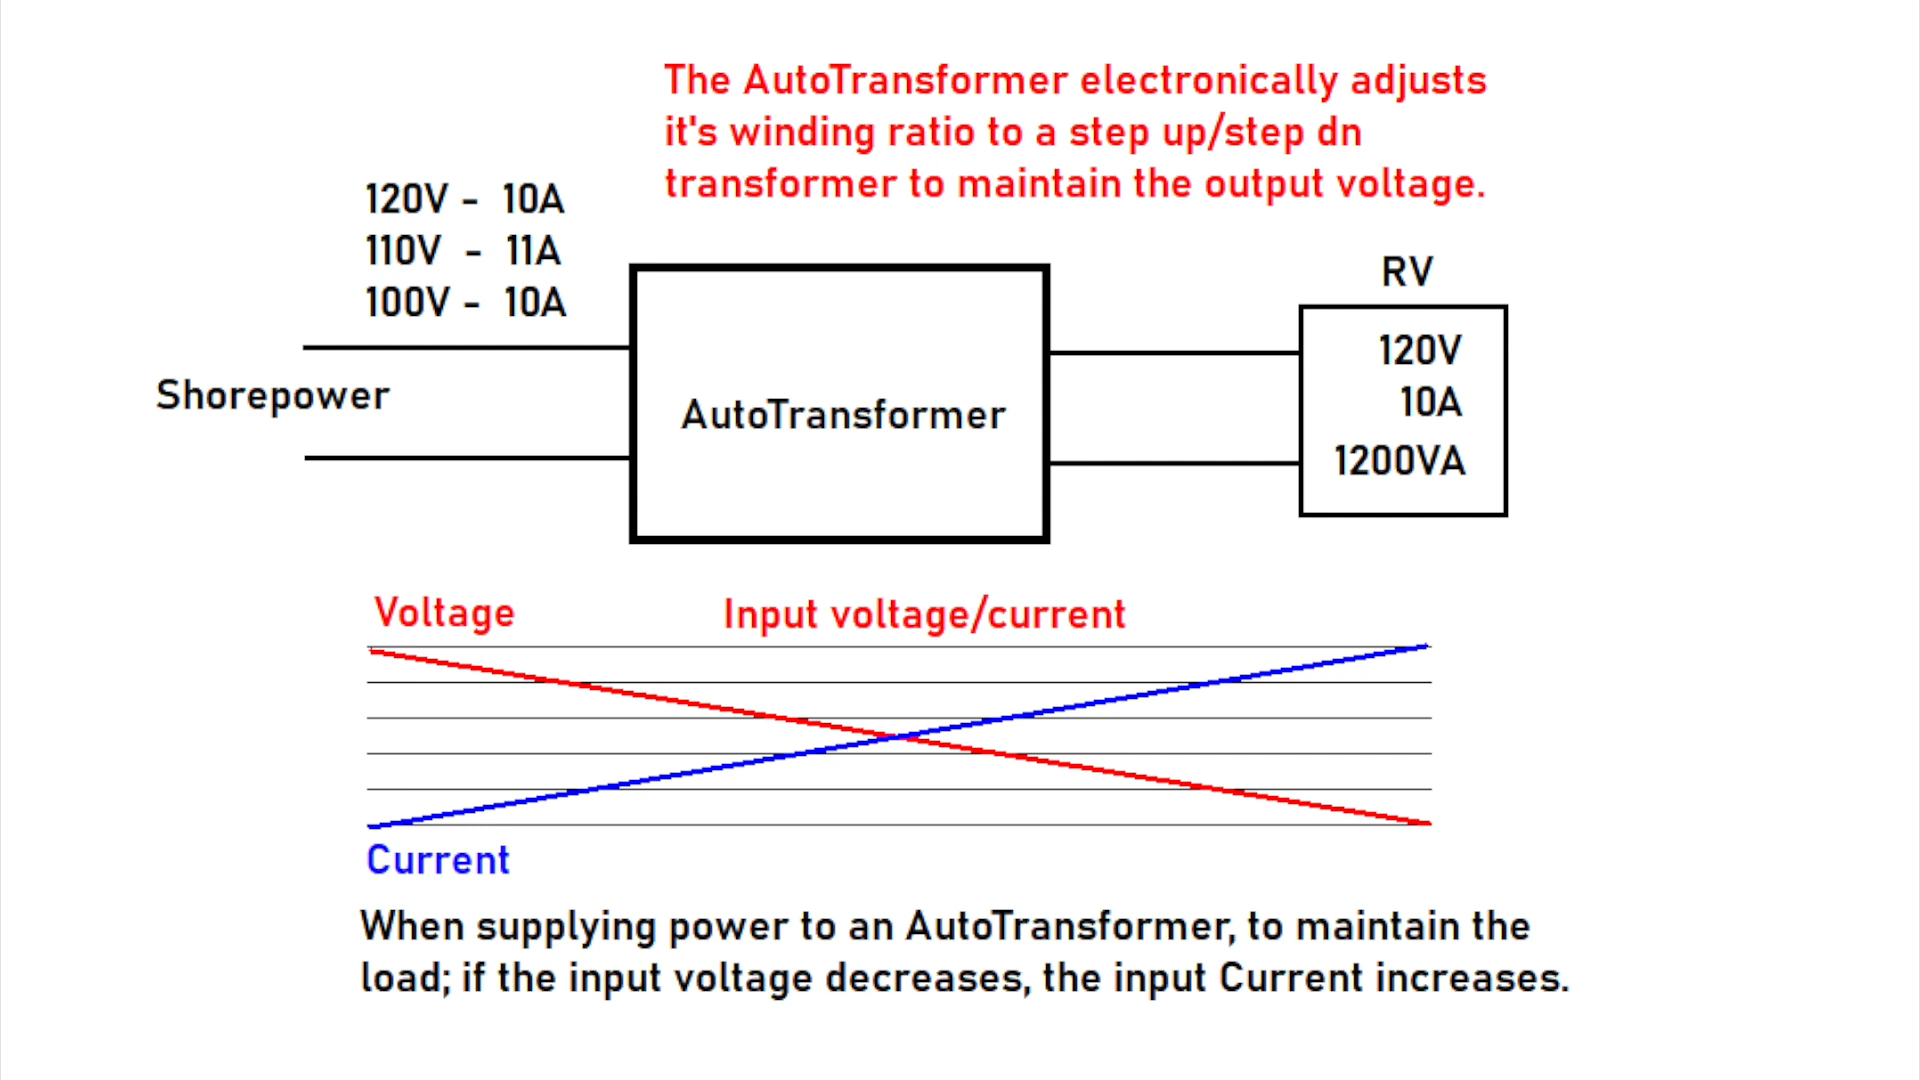 The AutoTransformer electronically adjusts
it's winding ratio to a step up/step dn
transformer to maintain the output voltage.
120V - 10A
110V - 11A
100V - 10A
RV
120V
10A
1200VA
Shorepower
AutoTransformer
Voltage
Input voltage/current
Current
When supplying power to an AutoTransformer, to maintain the
load; if the input voltage decreases, the input Current increases.